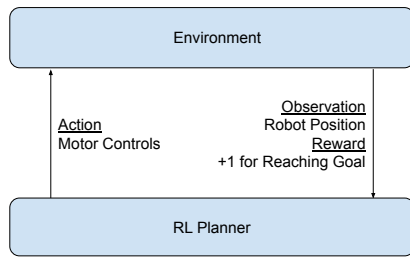 Environment
Action
Motor Controls
Observation
Robot Position
Reward
+1 for Reaching Goal
RL Planner